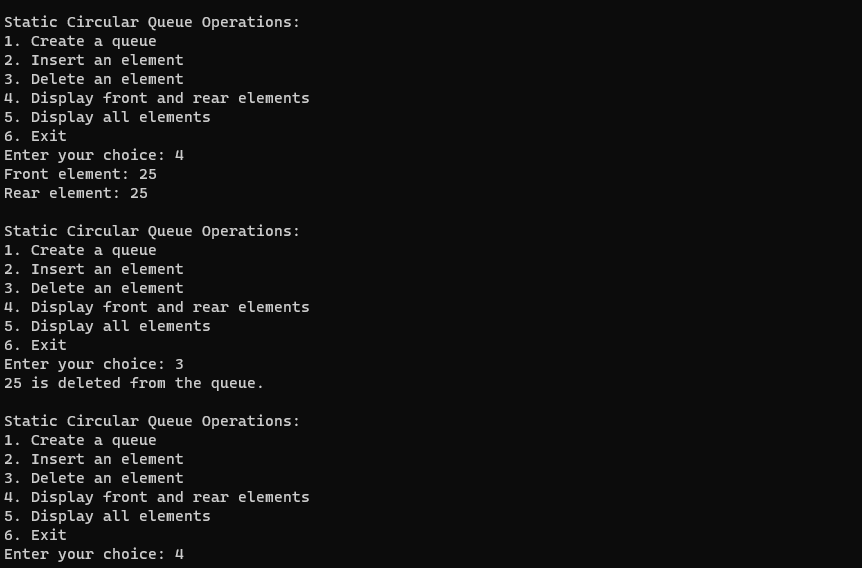 Static Circular Queue Operations:
1. Create a queue
2. Insert an element
3. Delete an element
4. Display front and rear elements
5. Display all elements
6. Exit
Enter your choice: 4
Front element: 25
Rear element: 25

Static Circular Queue Operations:
1. Create a queue
2. Insert an element
3. Delete an element
4. Display front and rear elements
5. Display all elements
6. Exit
Enter your choice: 3
25 is deleted from the queue.

Static Circular Queue Operations:
1. Create a queue
2. Insert an element
3. Delete an element
4. Display front and rear elements
5. Display all elements
6. Exit
Enter your choice: 4